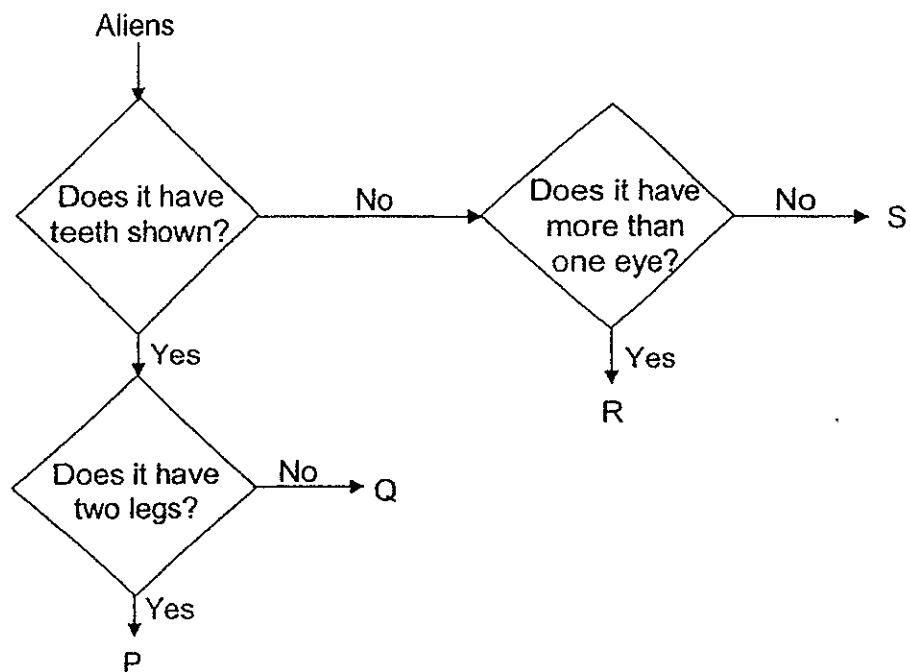 Aliens
Does it have
teeth shown?
No
Does it have
more than
one eye?
No
S
Yes
Yes
R
Does it have
two legs?
No
Q
Yes
P